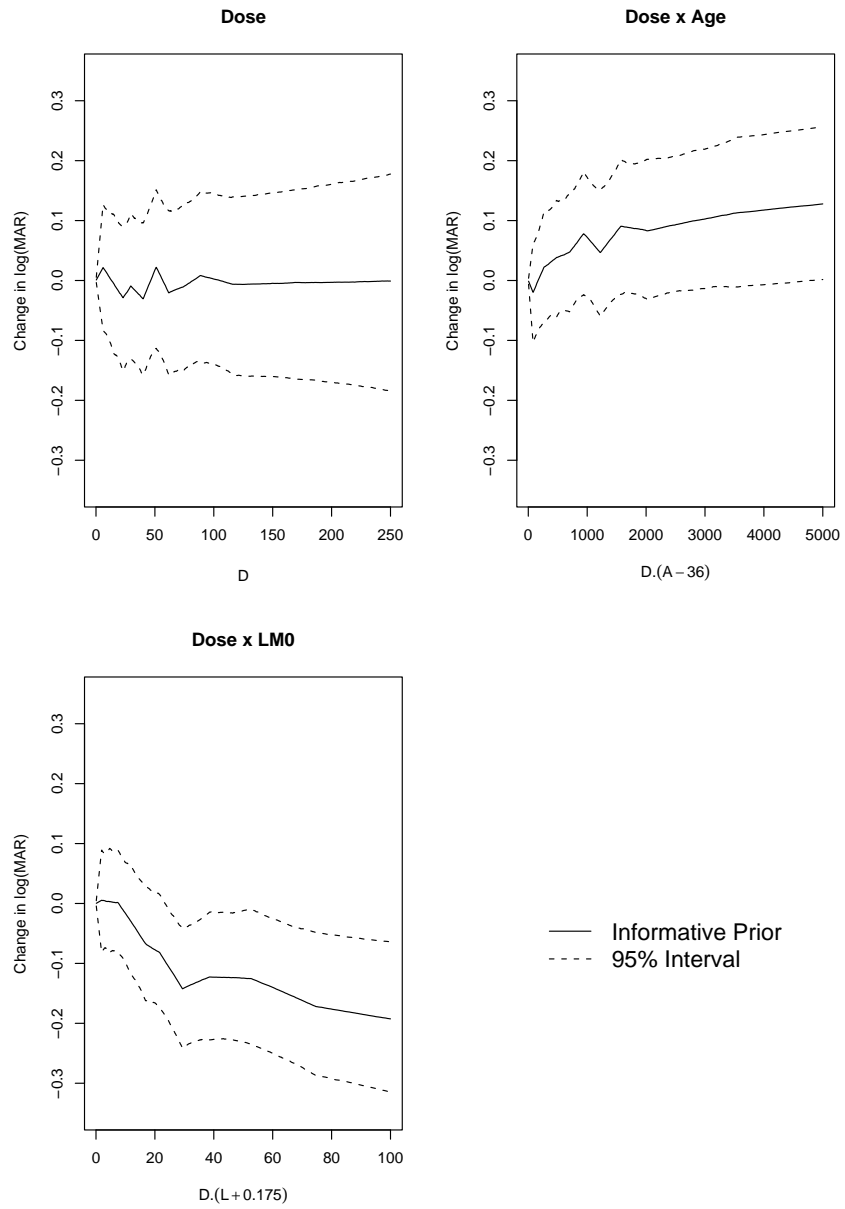 Dose
Change in log(MAR)
0.3
0.2
0.1
0.0
−0.1
−0.2
−0.3
0 50 100 150 200 250
D
Dose x Age
Change in log(MAR)
0.3
0.2
0.1
0.0
−0.1
−0.2
−0.3
0 1000 2000 3000 4000 5000
D.(A−36)
Dose x LM0
Change in log(MAR)
0.3
0.2
0.1
0.0
−0.1
−0.2
−0.3
0 20 40 60 80 100
D.(L+0.175)
Informative Prior
95% Interval